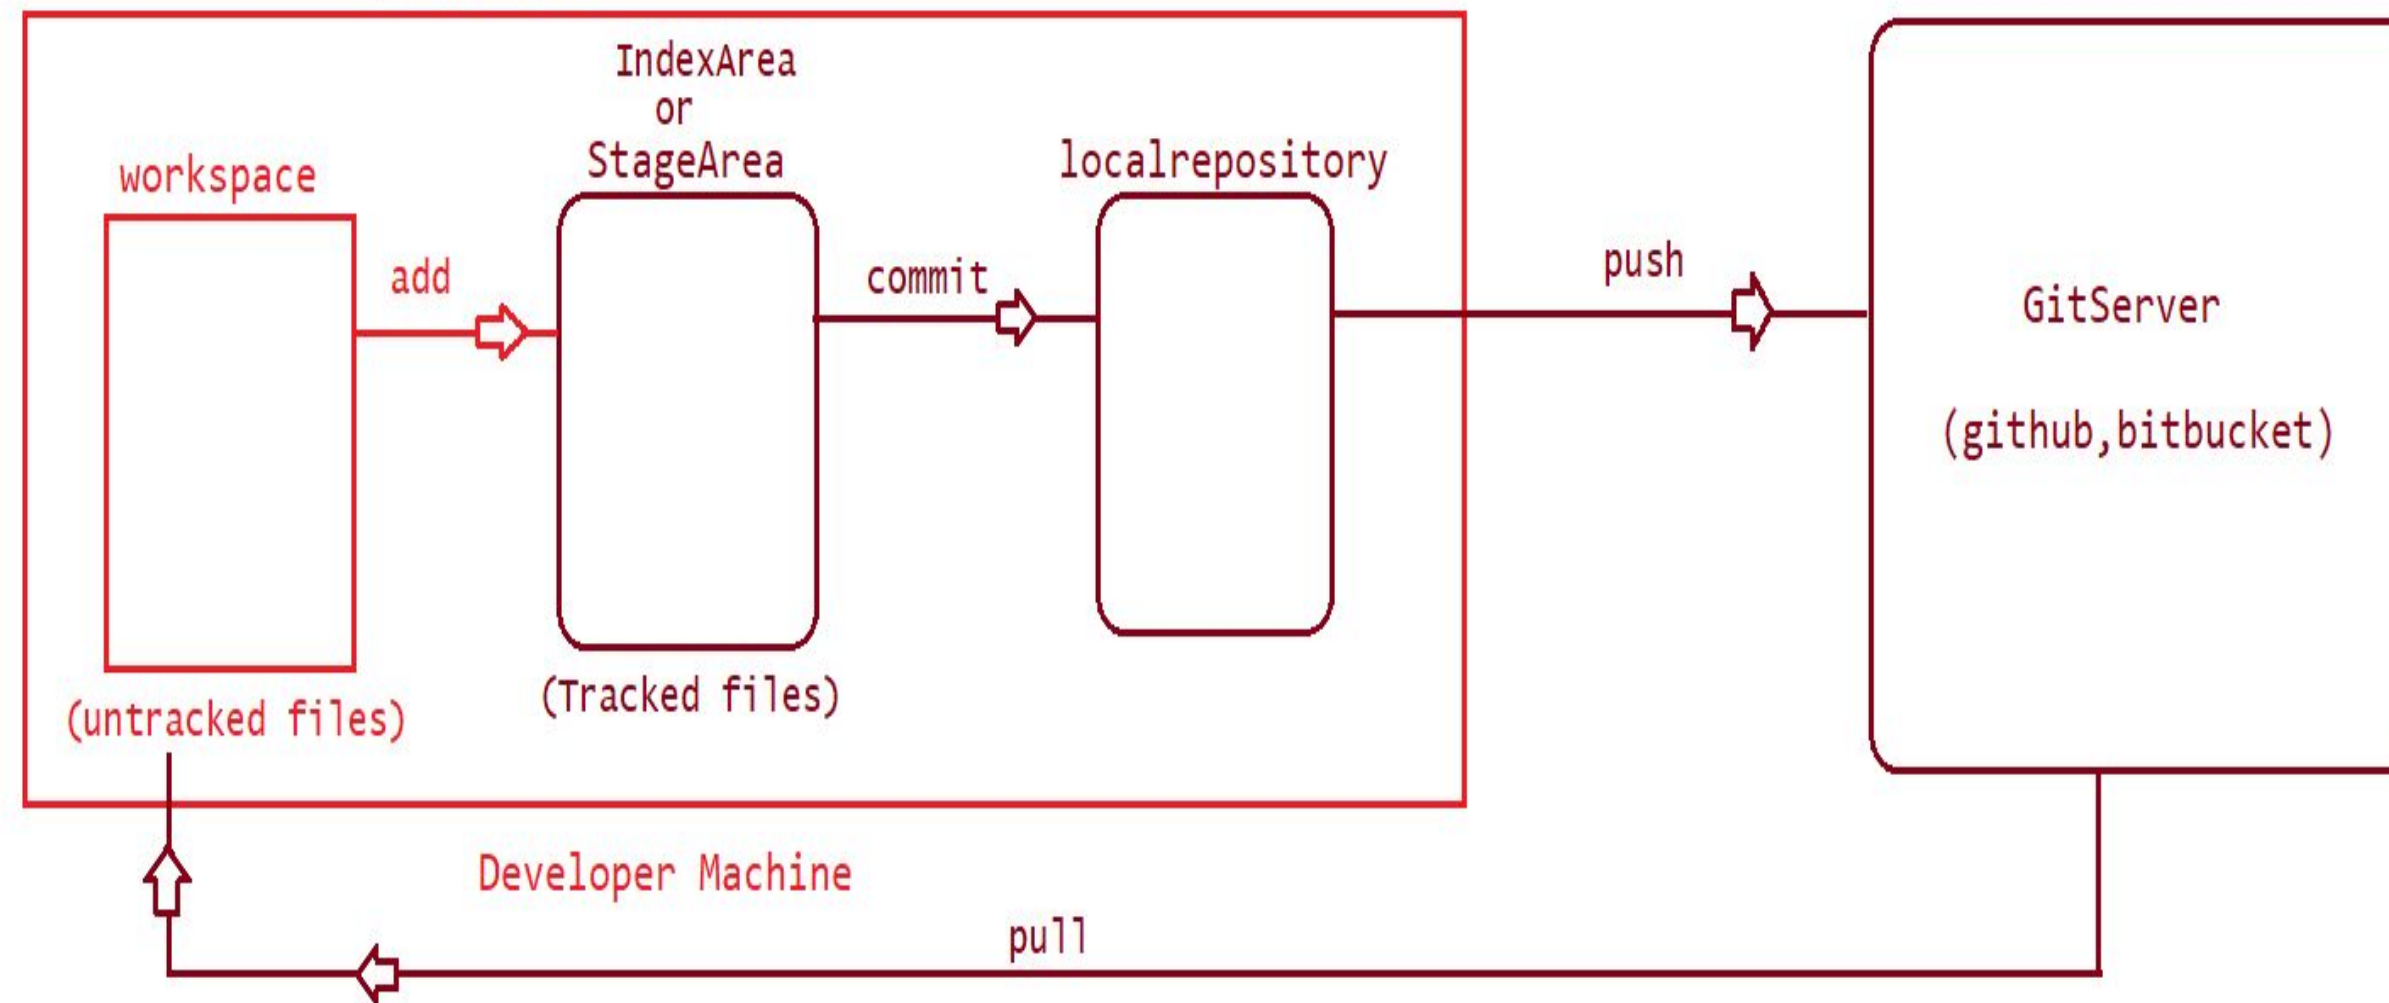 IndexArea
or
StageArea
workspace
localrepository
add
commit
push
GitServer
(github,bitbucket)
(untracked files)
(Tracked files)
Developer Machine
pull